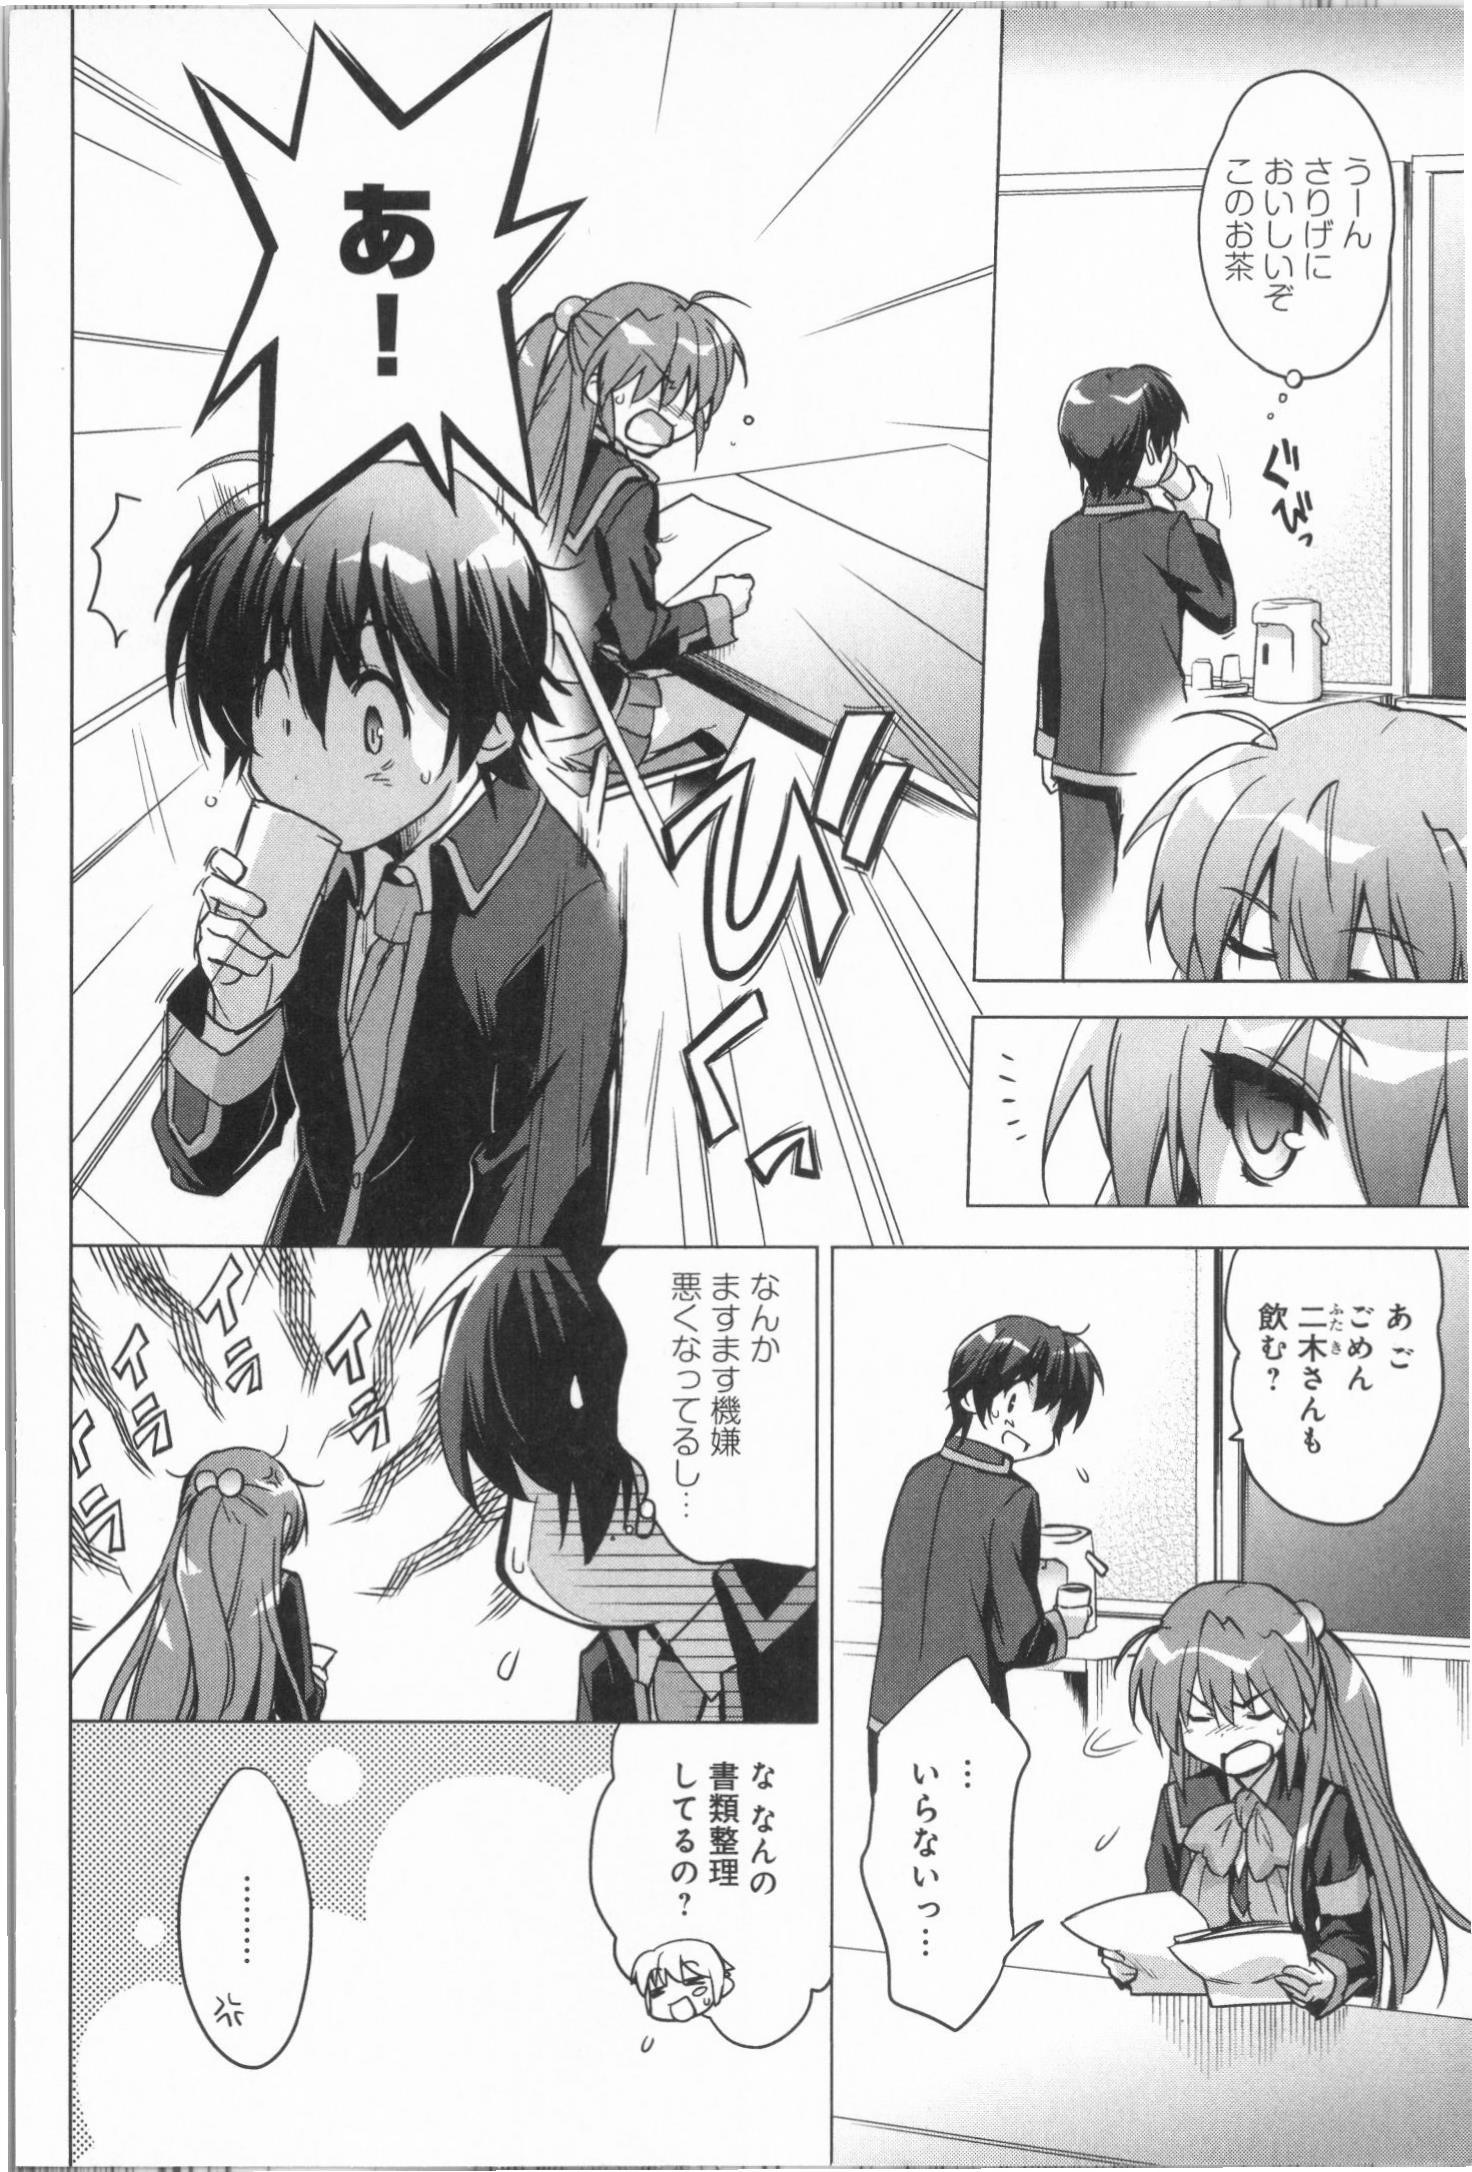 うーん
さりげに
おいしいぞ
このお茶
ぐびっ
あ!
びくっ
あ ご
ごめん
二木さんも
ふたき
飲む?
…
いらないっ…
なんか
ますます機嫌
悪くなってるし…
イライラ
イライラ
イライラ
な なんの
書類整理
してるの?
………